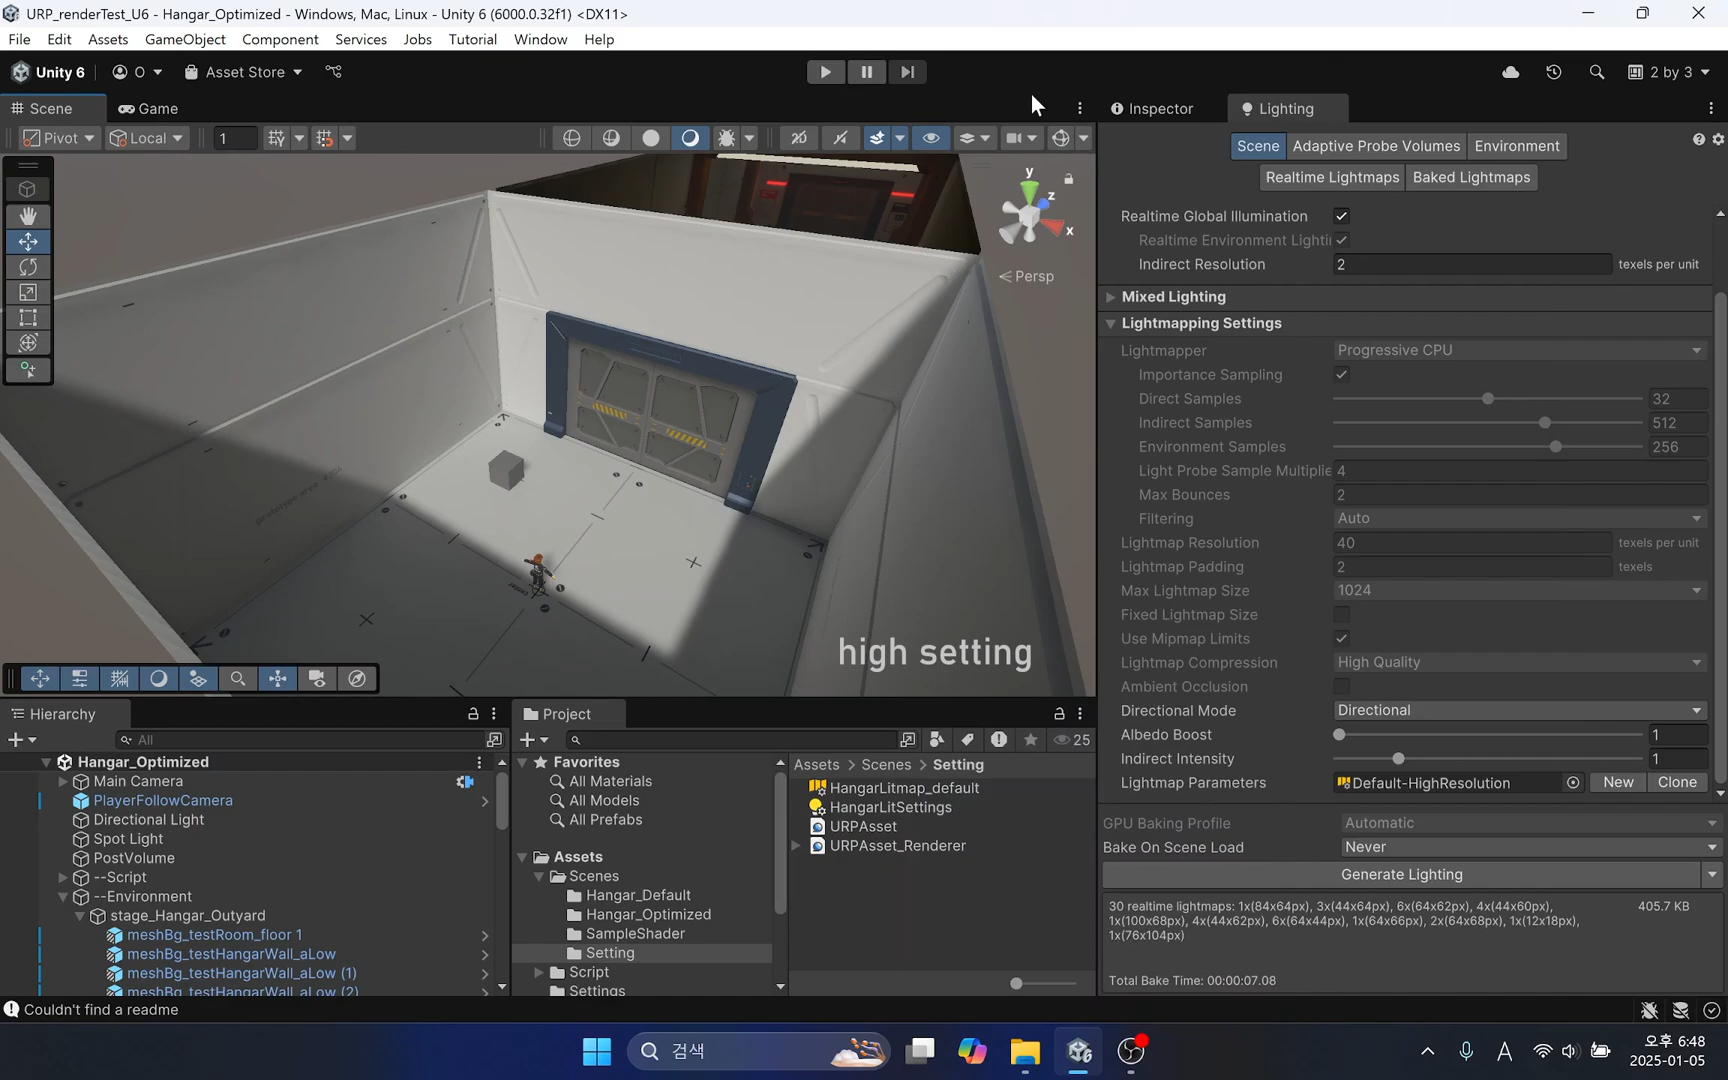 URP_renderTest_U6 - Hangar_Optimized - Windows, Mac, Linux - Unity 6 (6000.0.32f1) <DX11>
File Edit Assets GameObject Component Services Jobs Tutorial Window Help
Unity 6 O Asset Store 2 by 3
Scene Game
Pivot Local 1
Persp
y
z
x
high setting
Inspector Lighting
Scene Adaptive Probe Volumes Environment
Realtime Lightmaps Baked Lightmaps
Realtime Global Illumination
Realtime Environment Lighti
Indirect Resolution 2 texels per unit
Mixed Lighting
Lightmapping Settings
Lightmapper Progressive CPU
Importance Sampling
Direct Samples 32
Indirect Samples 512
Environment Samples 256
Light Probe Sample Multiplie 4
Max Bounces 2
Filtering Auto
Lightmap Resolution 40 texels per unit
Lightmap Padding 2 texels
Max Lightmap Size 1024
Fixed Lightmap Size
Use Mipmap Limits
Lightmap Compression High Quality
Ambient Occlusion
Directional Mode Directional
Albedo Boost 1
Indirect Intensity 1
Lightmap Parameters Default-HighResolution New Clone
GPU Baking Profile Automatic
Bake On Scene Load Never
Generate Lighting
30 realtime lightmaps: 1x(84x64px), 3x(44x64px), 6x(64x62px), 4x(44x60px), 405.7 KB
1x(100x68px), 4x(44x62px), 6x(64x44px), 1x(64x66px), 2x(64x68px), 1x(12x18px),
1x(76x104px)
Total Bake Time: 00:00:07.08
Hierarchy
All
Hangar_Optimized
Main Camera
PlayerFollowCamera
Directional Light
Spot Light
PostVolume
--Script
--Environment
stage_Hangar_Outyard
meshBg_testRoom_floor 1
meshBg_testHangarWall_aLow
meshBg_testHangarWall_aLow (1)
meshBg_testHangarWall_aLow (2)
Project
25
Favorites
All Materials
All Models
All Prefabs
Assets
Scenes
Hangar_Default
Hangar_Optimized
SampleShader
Setting
Script
Settings
Assets > Scenes > Setting
HangarLitmap_default
HangarLitSettings
URPAsset
URPAsset_Renderer
Couldn't find a readme
검색
A
오후 6:48
2025-01-05